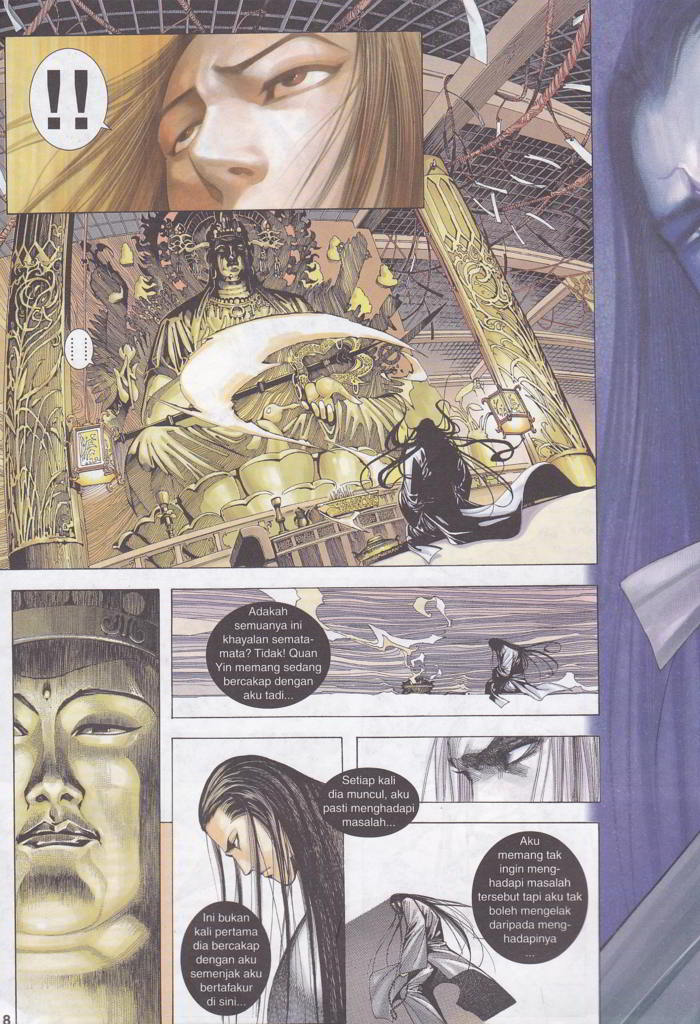 !!
......
Adakah
semuanya ini
khayalan semata-
mata? Tidak! Quan
Yin memang sedang
bercakap dengan
aku tadi...
Setiap kali
dia muncul, aku
pasti menghadapi
masalah...
Ini bukan
kali pertama
dia bercakap
dengan aku
semenjak aku
bertafakur
di sini...
Aku
memang tak
ingin meng-
hadapi masalah
tersebut tapi aku tak
boleh mengelak
daripada meng-
hadapinya
...
8